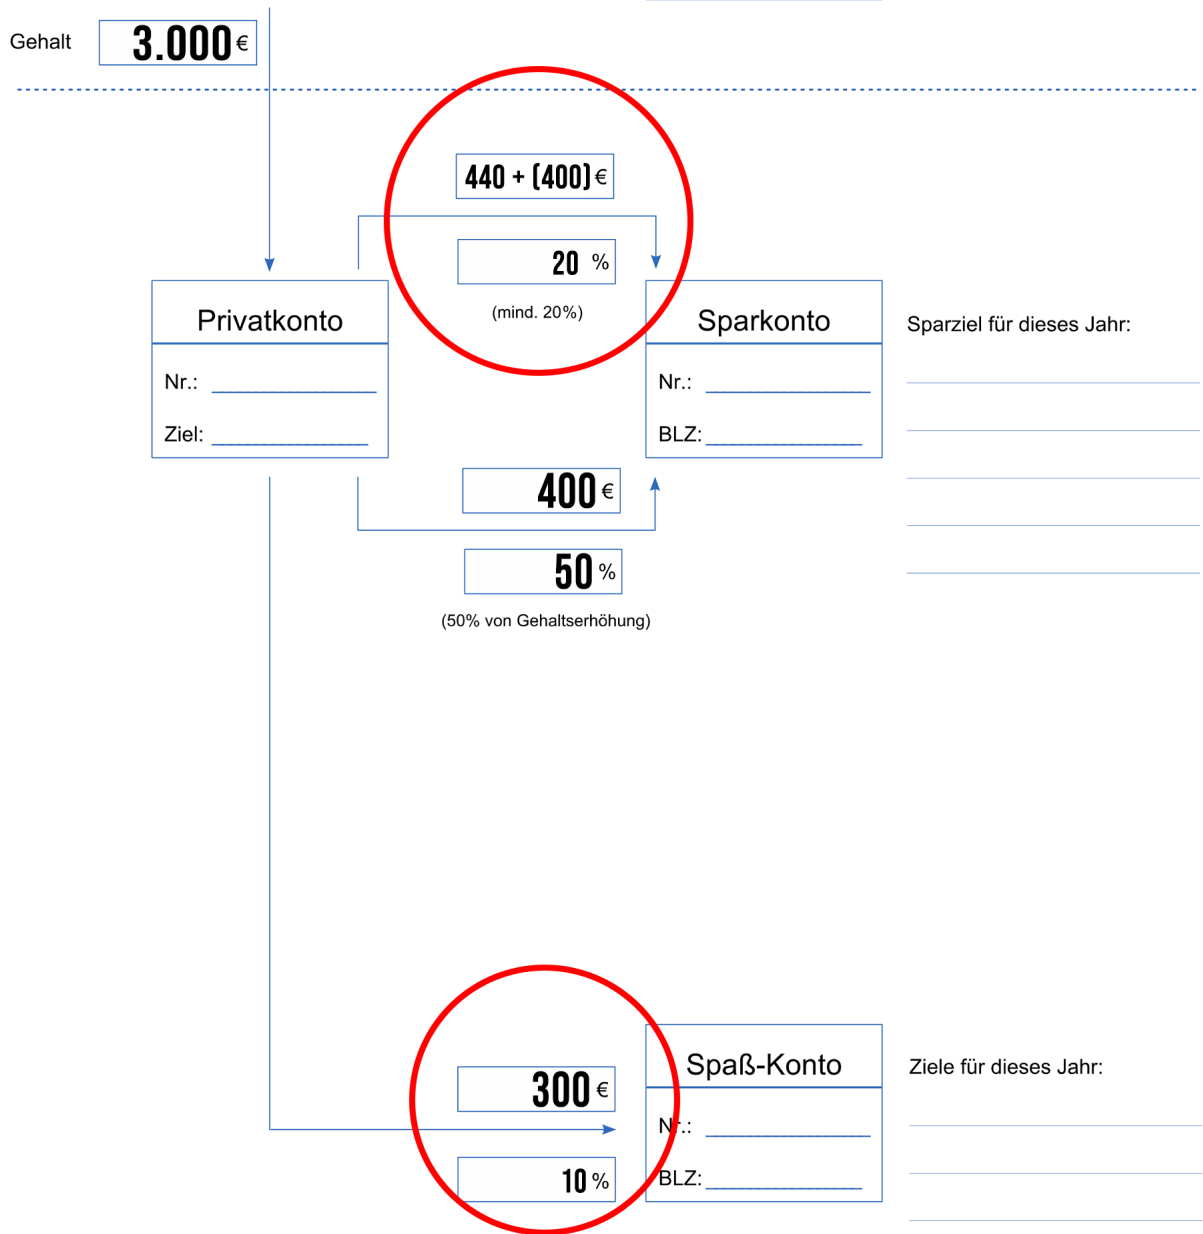 Gehalt 3.000 €
440 + (400) €
20 %
(mind. 20%)
Privatkonto
Nr.:
Ziel:
Sparkonto
Nr.:
BLZ:
Sparziel für dieses Jahr:
400 €
50 %
(50% von Gehaltserhöhung)
300 €
10 %
Spaß-Konto
Nr.:
BLZ:
Ziele für dieses Jahr: